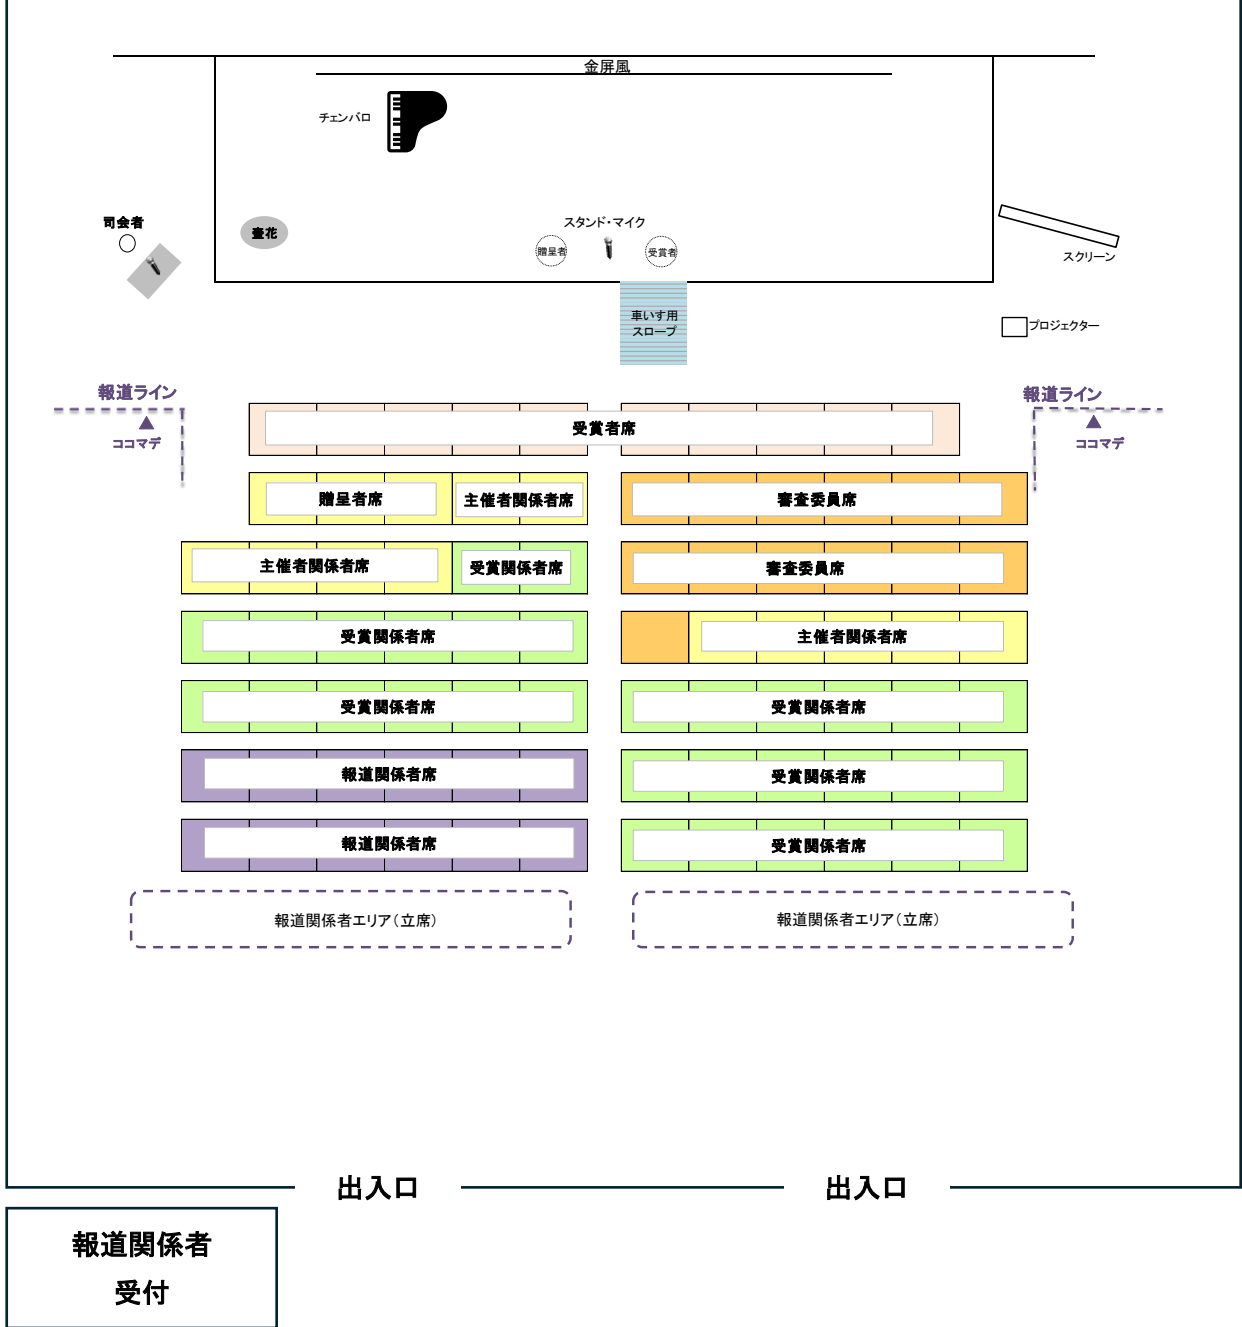 金屏風
チェンバロ
司会者
壷花
スタンド・マイク
贈呈者
受賞者
スクリーン
車いす用
スロープ
プロジェクター
報道ライン
ココマデ
報道ライン
ココマデ
受賞者席
贈呈者席
主催者関係者席
審査委員席
主催者関係者席
受賞関係者席
審査委員席
受賞関係者席
主催者関係者席
受賞関係者席
受賞関係者席
報道関係者席
受賞関係者席
報道関係者席
受賞関係者席
報道関係者エリア(立席)
報道関係者エリア(立席)
出入口
出入口
報道関係者
受付